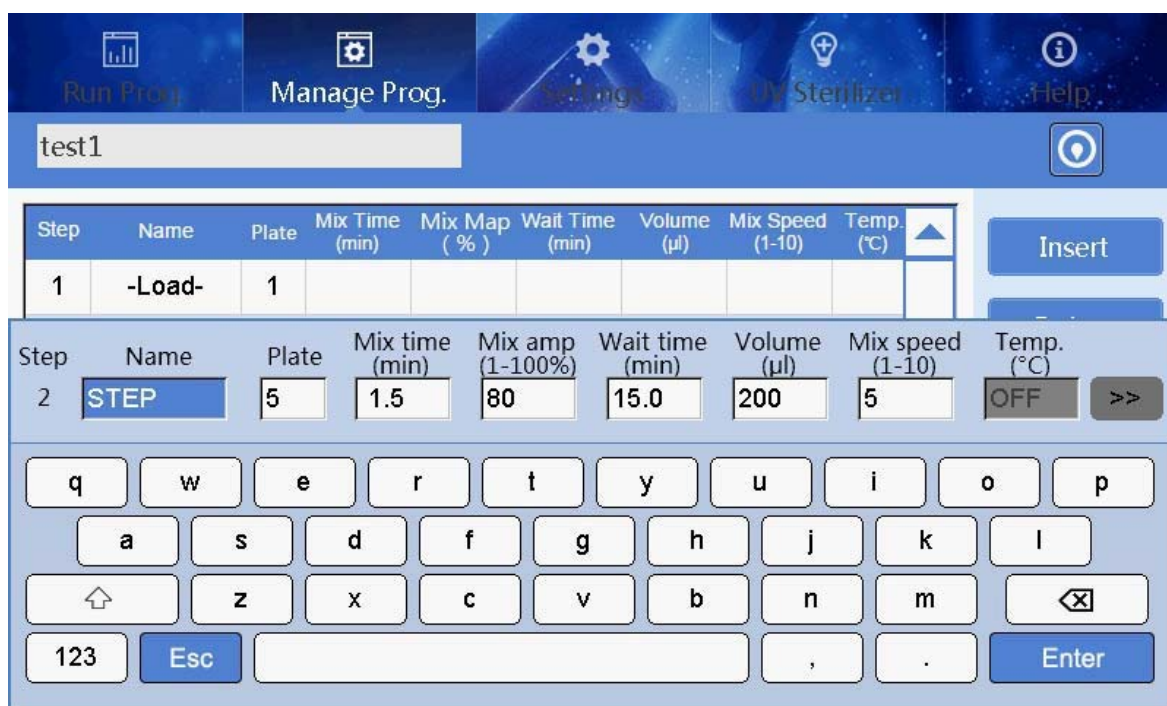 Run Prog. Manage Prog. Settings UV Sterilizer Help
test1
Step Name Plate Mix Time (min) Mix Map ( % ) Wait Time (min) Volume (µl) Mix Speed (1-10) Temp. (℃)
Insert
1 -Load- 1
Step Name Plate Mix time (min) Mix amp (1-100%) Wait time (min) Volume (µl) Mix speed (1-10) Temp. (°C)
2 STEP 5 1.5 80 15.0 200 5 OFF >>
q w e r t y u i o p
a s d f g h j k l
z x c v b n m
123 Esc , . Enter